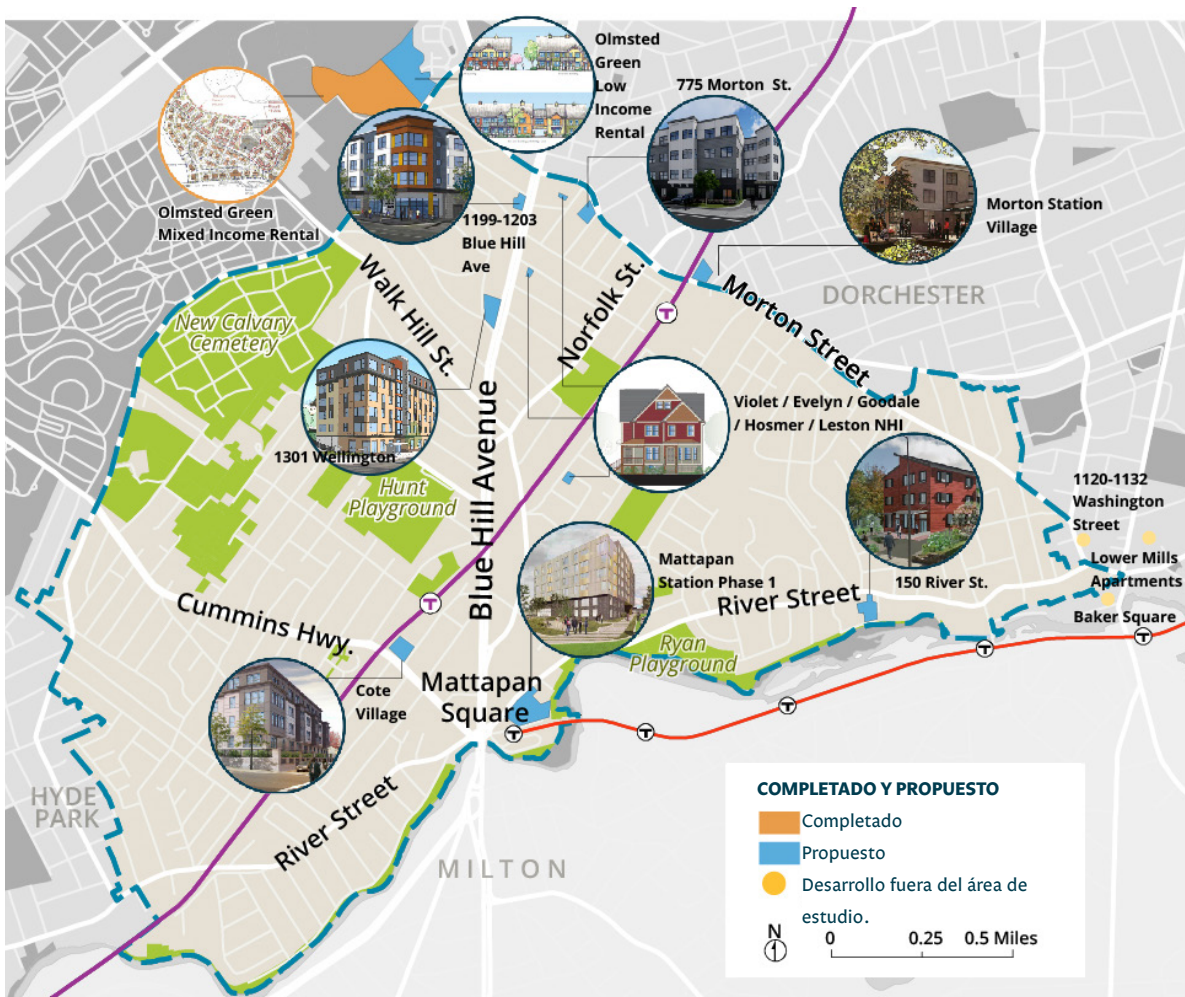 Olmsted
Green
Low
Income
Rental
775 Morton St.
Olmsted Green
Mixed Income Rental
1199-1203
Blue Hill
Ave
Morton Station
Village
Walk Hill St.
Norfolk St.
Morton Street
DORCHESTER
New Calvary
Cemetery
Blue Hill Avenue
Violet / Evelyn / Goodale
/ Hosmer / Leston NHI
1301 Wellington
Hunt
Playground
1120-1132
Washington
Street
Lower Mills
Apartments
Baker Square
Mattapan
Station Phase 1
150 River St.
River Street
Cummins Hwy.
Ryan
Playground
Cote
Village
Mattapan
Square
T
T
T
T
T
T
T
HYDE
PARK
River Street
MILTON
COMPLETADO Y PROPUESTO
Completado
Propuesto
Desarrollo fuera del área de
estudio.
N
0 0.25 0.5 Miles